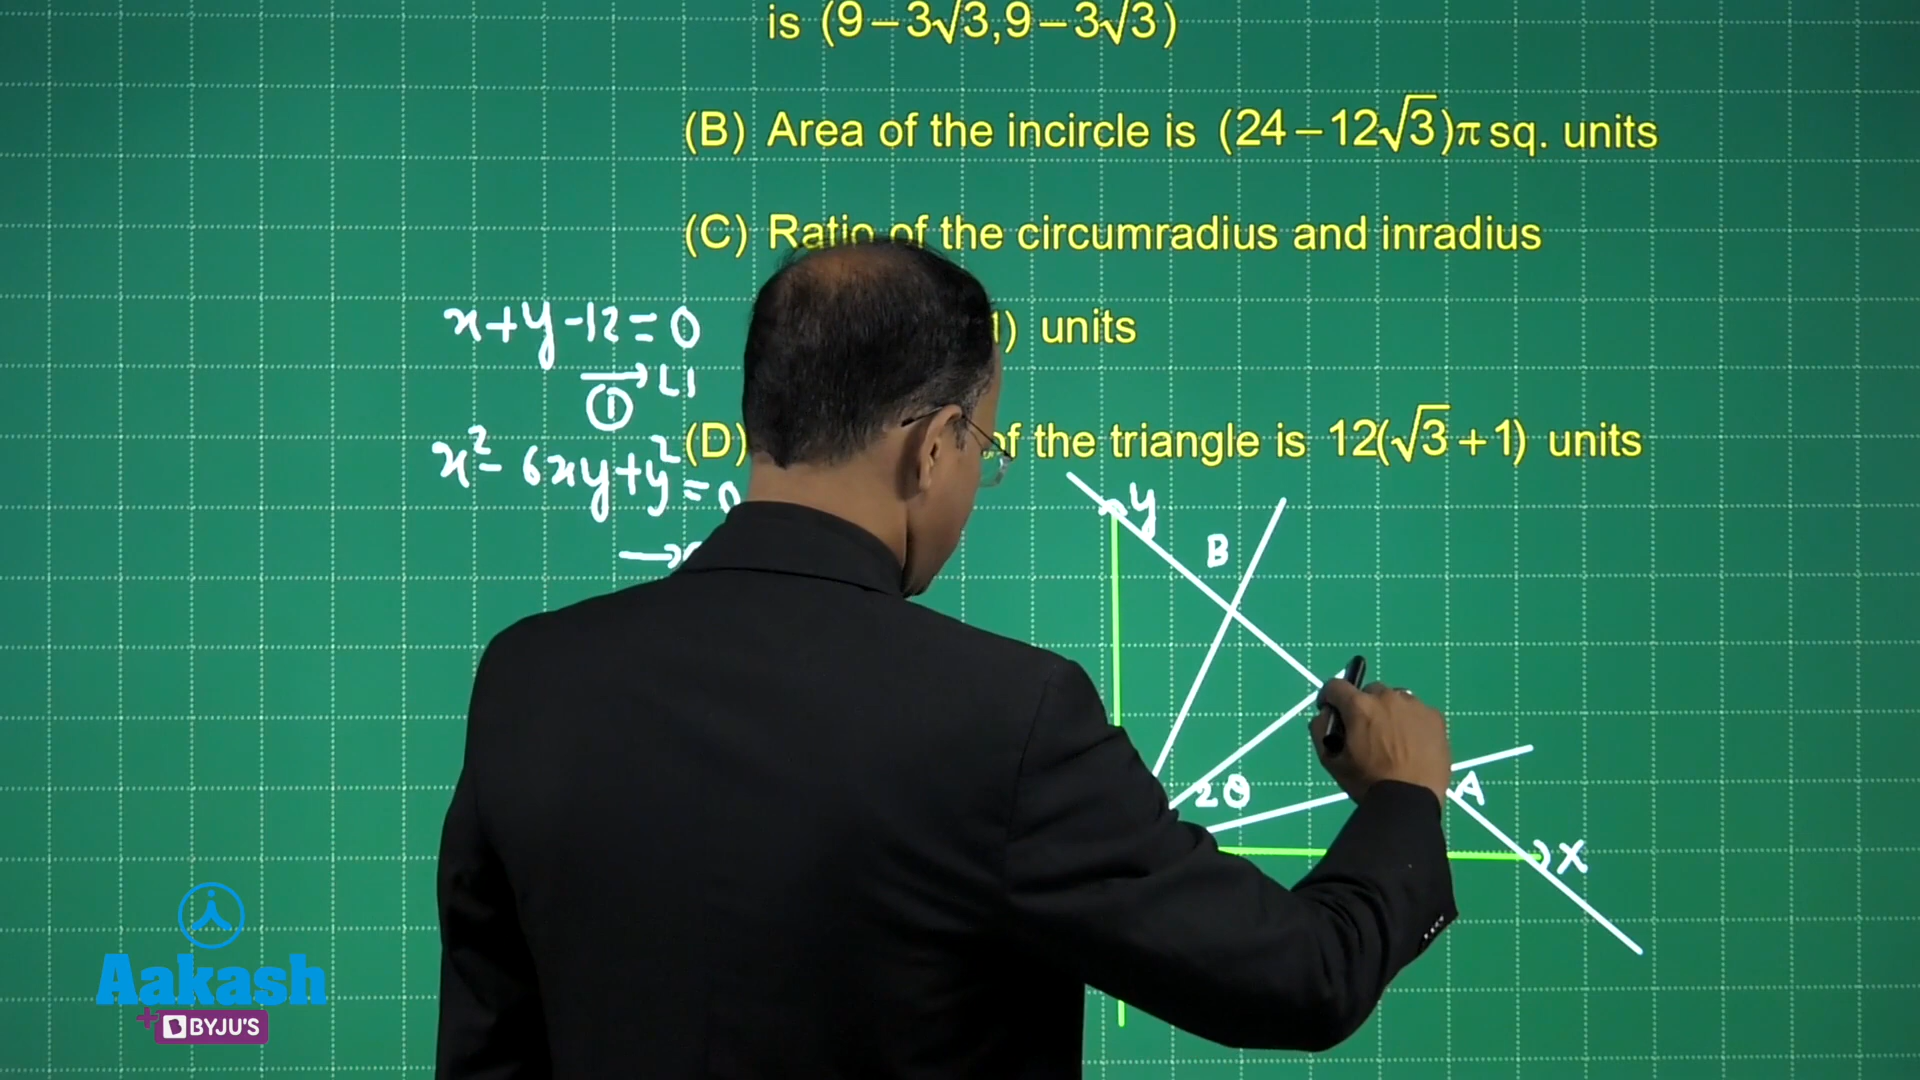 is (9−3√3,9−3√3)
(B) Area of the incircle is (24−12√3)π sq. units
(C) Ratio of the circumradius and inradius
1) units
(D) of the triangle is 12(√3+1) units
x+y-12=0
→ L1
①
x²-6xy+y²=0
→
y
B
2θ
A
x
Aakash
+BYJU'S